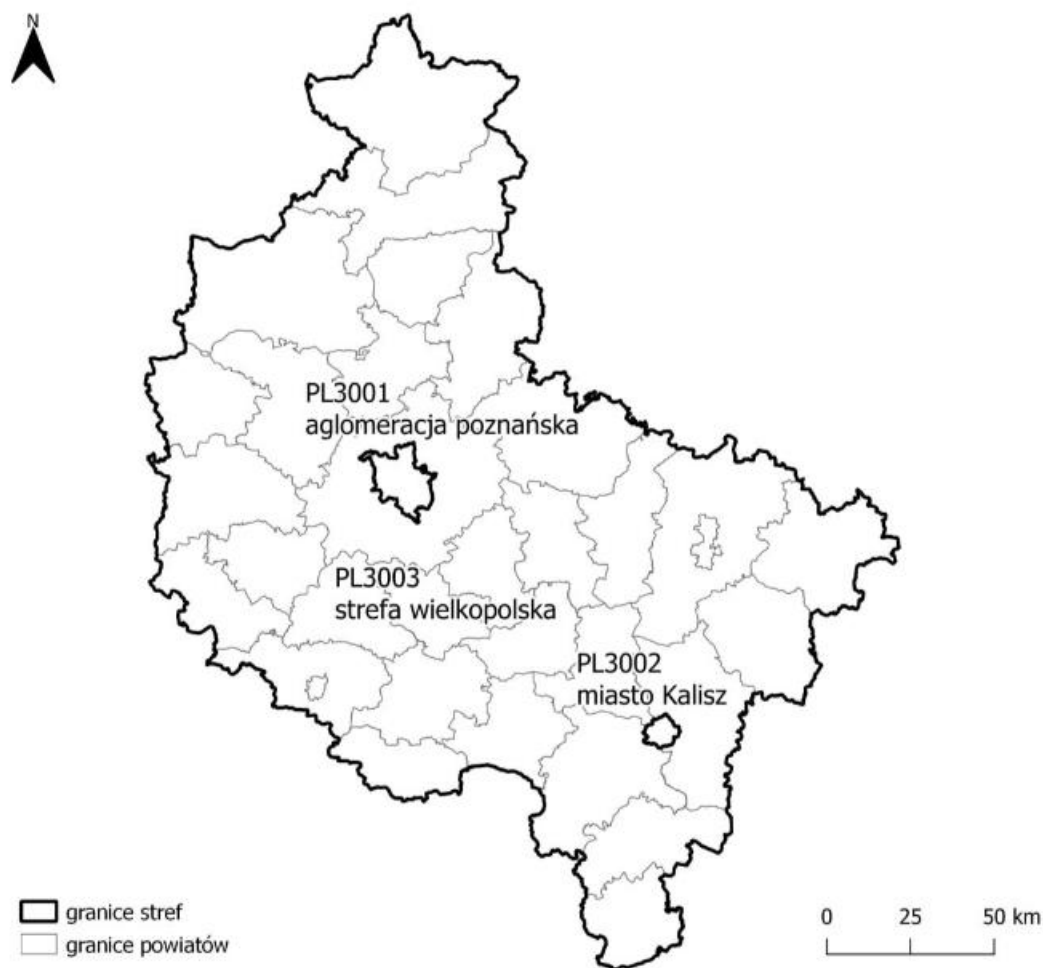 N
PL3001
aglomeracja poznańska
PL3003
strefa wielkopolska
PL3002
miasto Kalisz
granice stref
granice powiatów
0 25 50 km